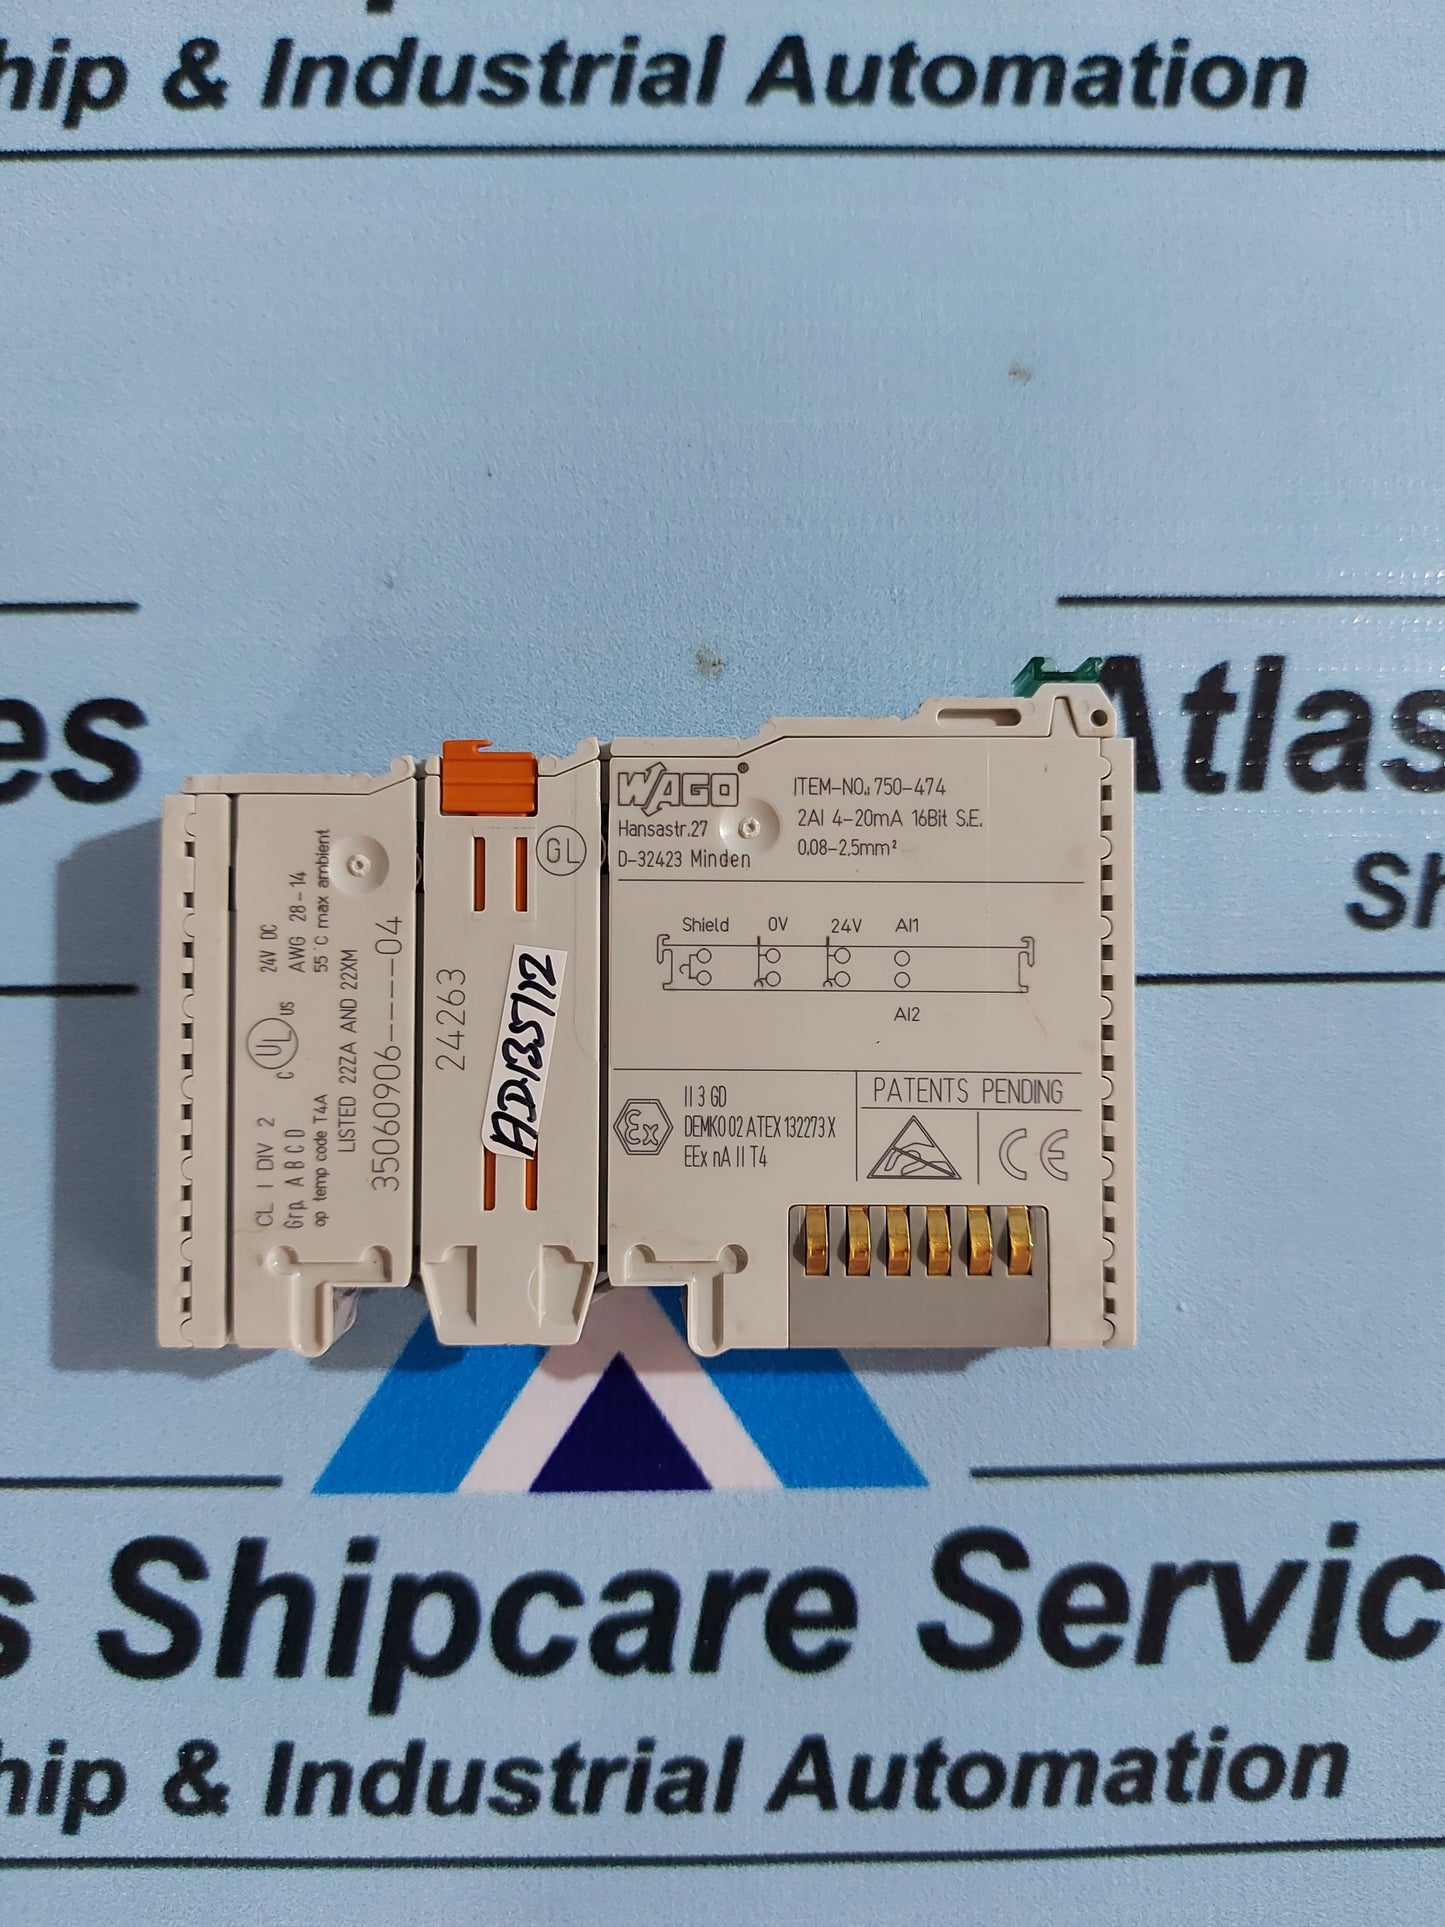 hip & Industrial Automation
es
Atlas
Sh
WAGO®
Hansastr.27
D-32423 Minden
ITEM-NO.: 750-474
2AI 4-20mA 16Bit S.E.
0,08-2,5mm²
Shield 0V 24V AI1
AI2
II 3 GD
DEMKO 02 ATEX 132273 X
EEx nA II T4
Ex
PATENTS PENDING
CE
GL
24263
CL I DIV 2
Grp. A B C D
op temp code T4A
C UL US
24V DC
AWG 28-14
55°C max ambient
LISTED 22ZA AND 22XM
35060906----04
s Shipcare Servic
hip & Industrial Automation